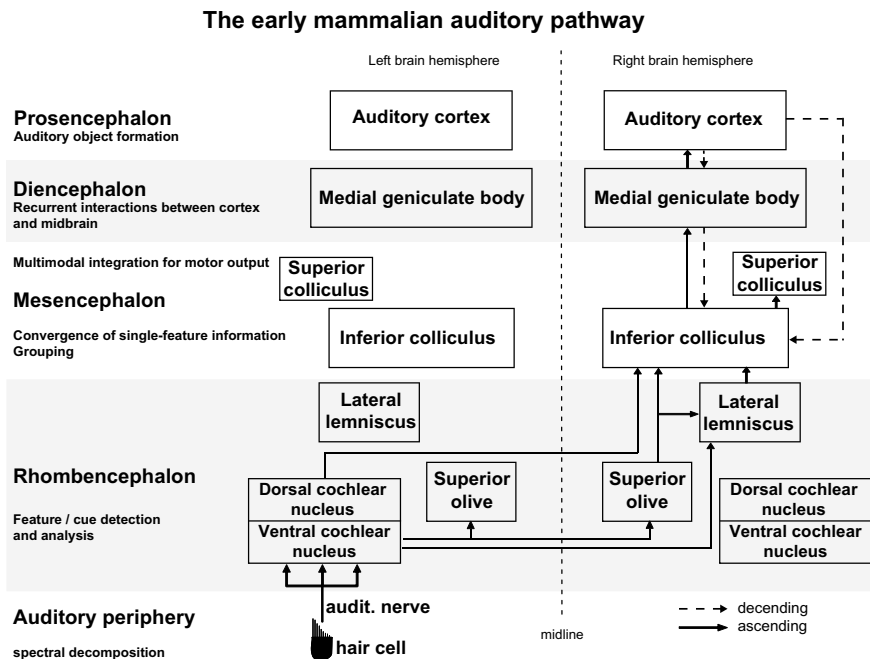 The early mammalian auditory pathway
Left brain hemisphere
Right brain hemisphere
Prosencephalon
Auditory object formation
Auditory cortex
Auditory cortex
Diencephalon
Recurrent interactions between cortex
and midbrain
Medial geniculate body
Medial geniculate body
Multimodal integration for motor output
Superior
colliculus
Superior
colliculus
Mesencephalon
Convergence of single-feature information
Grouping
Inferior colliculus
Inferior colliculus
Lateral
lemniscus
Lateral
lemniscus
Rhombencephalon
Feature / cue detection
and analysis
Dorsal cochlear
nucleus
Ventral cochlear
nucleus
Superior
olive
Superior
olive
Dorsal cochlear
nucleus
Ventral cochlear
nucleus
Auditory periphery
spectral decomposition
audit. nerve
hair cell
midline
decending
ascending